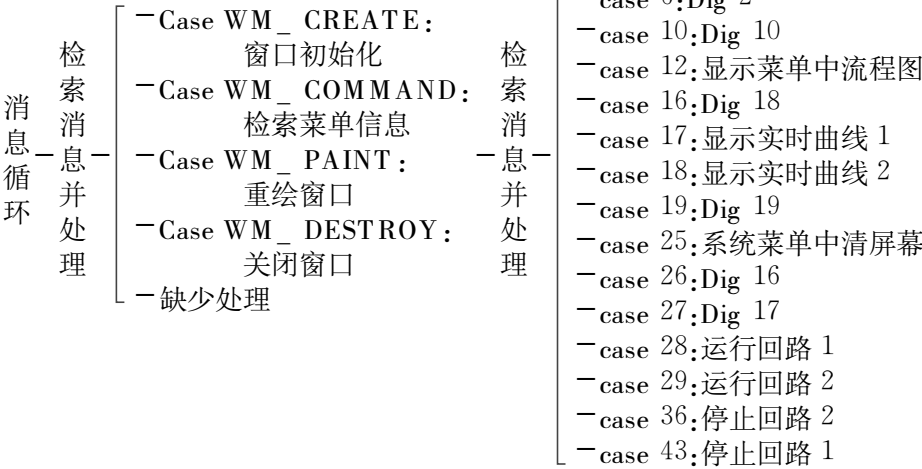 消息循环
检索消息并处理
Case WM_ CREATE:
窗口初始化
Case WM_ COMMAND:
检索菜单信息
Case WM_ PAINT:
重绘窗口
Case WM_ DESTROY:
关闭窗口
缺少处理
检索消息并处理
case 10:Dig 10
case 12:显示菜单中流程图
case 16:Dig 18
case 17:显示实时曲线 1
case 18:显示实时曲线 2
case 19:Dig 19
case 25:系统菜单中清屏幕
case 26:Dig 16
case 27:Dig 17
case 28:运行回路 1
case 29:运行回路 2
case 36:停止回路 2
case 43:停止回路 1